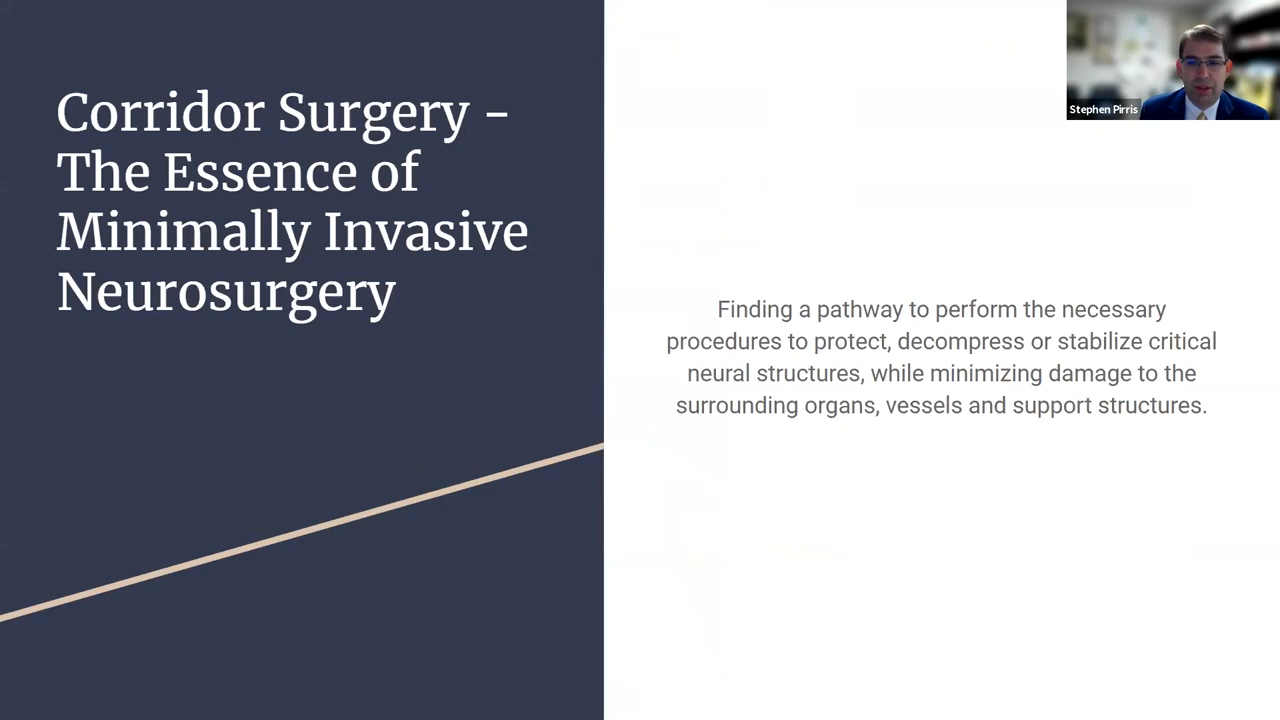 Corridor Surgery -
The Essence of
Minimally Invasive
Neurosurgery
Finding a pathway to perform the necessary
procedures to protect, decompress or stabilize critical
neural structures, while minimizing damage to the
surrounding organs, vessels and support structures.
Stephen Pirris